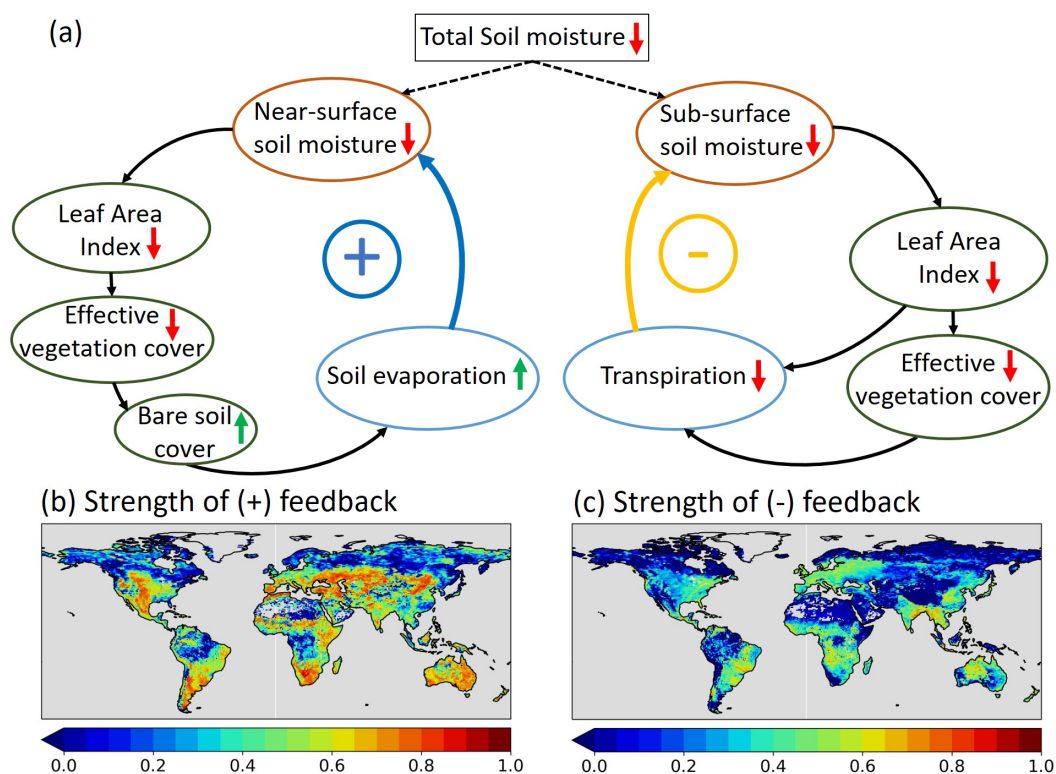 (a)
Total Soil moisture
Near-surface
soil moisture
Sub-surface
soil moisture
Leaf Area
Index
Leaf Area
Index
+
-
Effective
vegetation cover
Effective
vegetation cover
Soil evaporation
Transpiration
Bare soil
cover
(b) Strength of (+) feedback
(c) Strength of (-) feedback
0.0 0.2 0.4 0.6 0.8 1.0
0.0 0.2 0.4 0.6 0.8 1.0